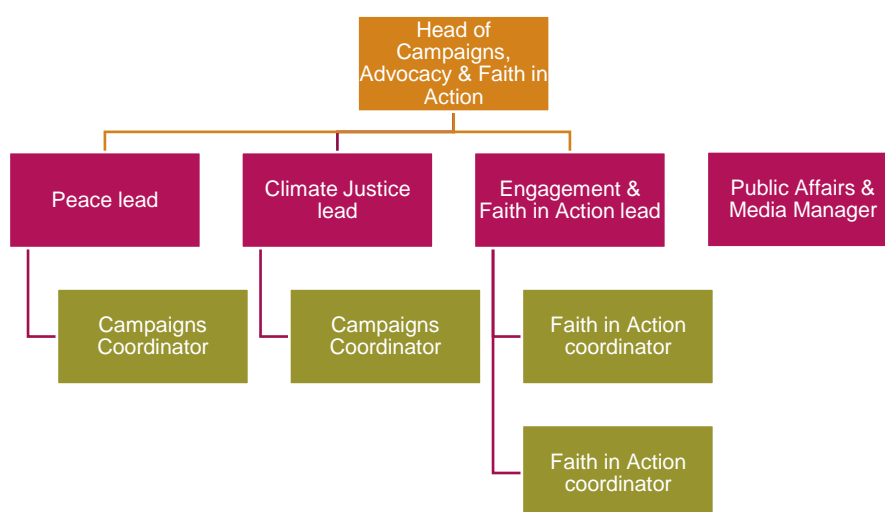 Head of
Campaigns,
Advocacy & Faith in
Action
Peace lead
Climate Justice
lead
Engagement &
Faith in Action lead
Public Affairs &
Media Manager
Campaigns
Coordinator
Campaigns
Coordinator
Faith in Action
coordinator
Faith in Action
coordinator